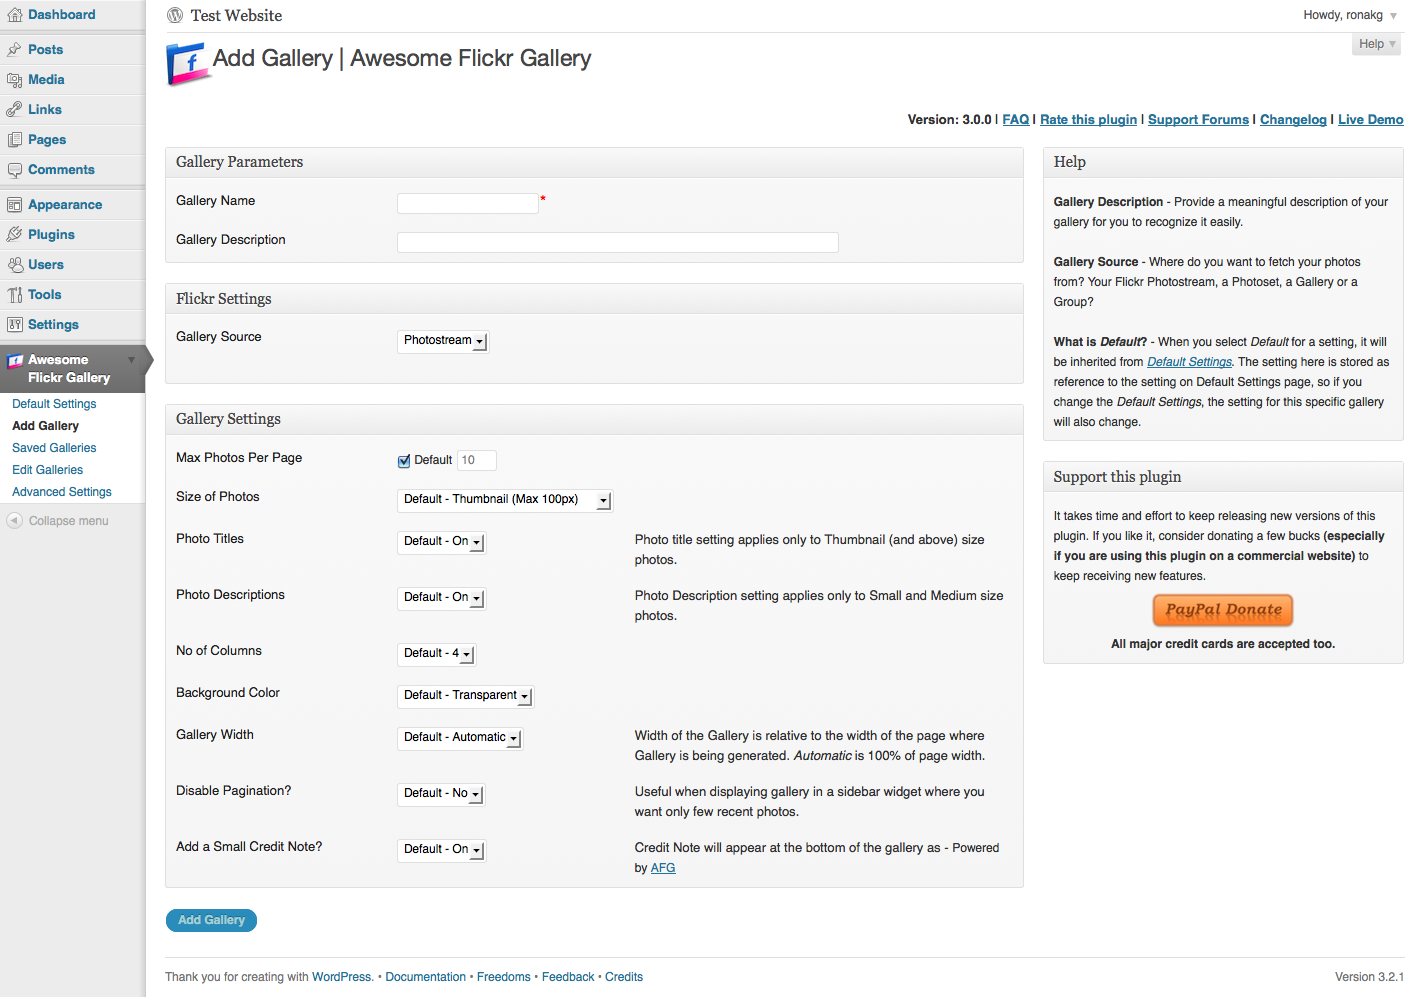 Dashboard
Posts
Media
Links
Pages
Comments
Appearance
Plugins
Users
Tools
Settings
Awesome
Flickr Gallery
Default Settings
Add Gallery
Saved Galleries
Edit Galleries
Advanced Settings
Collapse menu
Test Website
Howdy, ronakg
Help
f
Add Gallery | Awesome Flickr Gallery
Version: 3.0.0 | FAQ | Rate this plugin | Support Forums | Changelog | Live Demo
Gallery Parameters
Gallery Name *
Gallery Description
Flickr Settings
Gallery Source Photostream
Gallery Settings
Max Photos Per Page Default 10
Size of Photos Default - Thumbnail (Max 100px)
Photo Titles Default - On Photo title setting applies only to Thumbnail (and above) size
photos.
Photo Descriptions Default - On Photo Description setting applies only to Small and Medium size
photos.
No of Columns Default - 4
Background Color Default - Transparent
Gallery Width Default - Automatic Width of the Gallery is relative to the width of the page where
Gallery is being generated. Automatic is 100% of page width.
Disable Pagination? Default - No Useful when displaying gallery in a sidebar widget where you
want only few recent photos.
Add a Small Credit Note? Default - On Credit Note will appear at the bottom of the gallery as - Powered
by AFG
Add Gallery
Help
Gallery Description - Provide a meaningful description of your
gallery for you to recognize it easily.
Gallery Source - Where do you want to fetch your photos
from? Your Flickr Photostream, a Photoset, a Gallery or a
Group?
What is Default? - When you select Default for a setting, it will
be inherited from Default Settings. The setting here is stored as
reference to the setting on Default Settings page, so if you
change the Default Settings, the setting for this specific gallery
will also change.
Support this plugin
It takes time and effort to keep releasing new versions of this
plugin. If you like it, consider donating a few bucks (especially
if you are using this plugin on a commercial website) to
keep receiving new features.
PayPal Donate
All major credit cards are accepted too.
Thank you for creating with WordPress. • Documentation • Freedoms • Feedback • Credits
Version 3.2.1